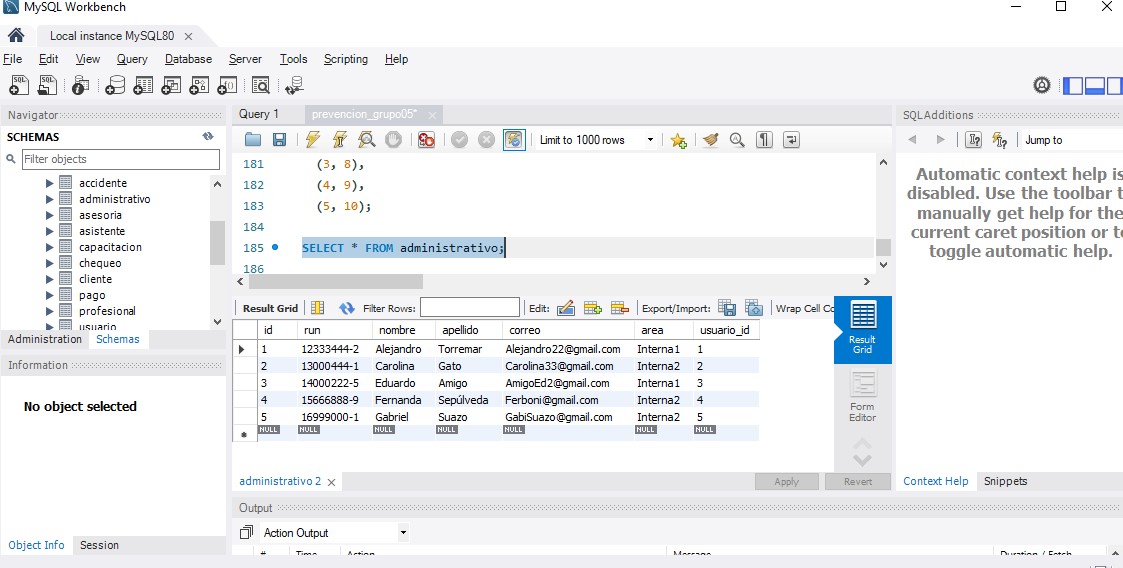 MySQL Workbench
Local instance MySQL80
File Edit View Query Database Server Tools Scripting Help
Navigator
SCHEMAS
Filter objects
accidente
administrativo
asesoria
asistente
capacitacion
chequeo
cliente
pago
profesional
usuario
Administration Schemas
Information
No object selected
Object Info Session
Query 1 prevencion_grupo05*
Limit to 1000 rows
181 (3, 8),
182 (4, 9),
183 (5, 10);
184
185 SELECT * FROM administrativo;
186
Result Grid Filter Rows: Edit: Export/Import: Wrap Cell Co
id run nombre apellido correo area usuario_id
1 12333444-2 Alejandro Torremar Alejandro22@gmail.com Interna1 1
2 13000444-1 Carolina Gato Carolina33@gmail.com Interna2 2
3 14000222-5 Eduardo Amigo AmigoEd2@gmail.com Interna1 3
4 15666888-9 Fernanda Sepúlveda Ferboni@gmail.com Interna2 4
5 16999000-1 Gabriel Suazo GabiSuazo@gmail.com Interna2 5
NULL NULL NULL NULL NULL NULL NULL
Result
Grid
Form
Editor
administrativo 2 Apply Revert
Output
Action Output
# Time Action Message Duration / Fetch
SQLAdditions
Jump to
Automatic context help is
disabled. Use the toolbar t
manually get help for the
current caret position or to
toggle automatic help.
Context Help Snippets